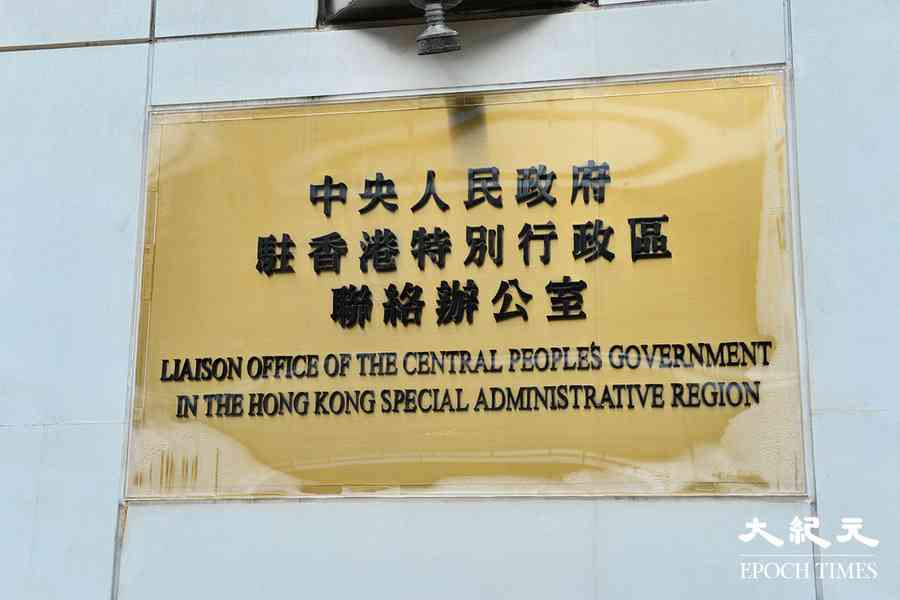 中央人民政府
駐香港特別行政區
聯絡辦公室
LIAISON OFFICE OF THE CENTRAL PEOPLE'S GOVERNMENT
IN THE HONG KONG SPECIAL ADMINISTRATIVE REGION
大紀元
EPOCH TIMES